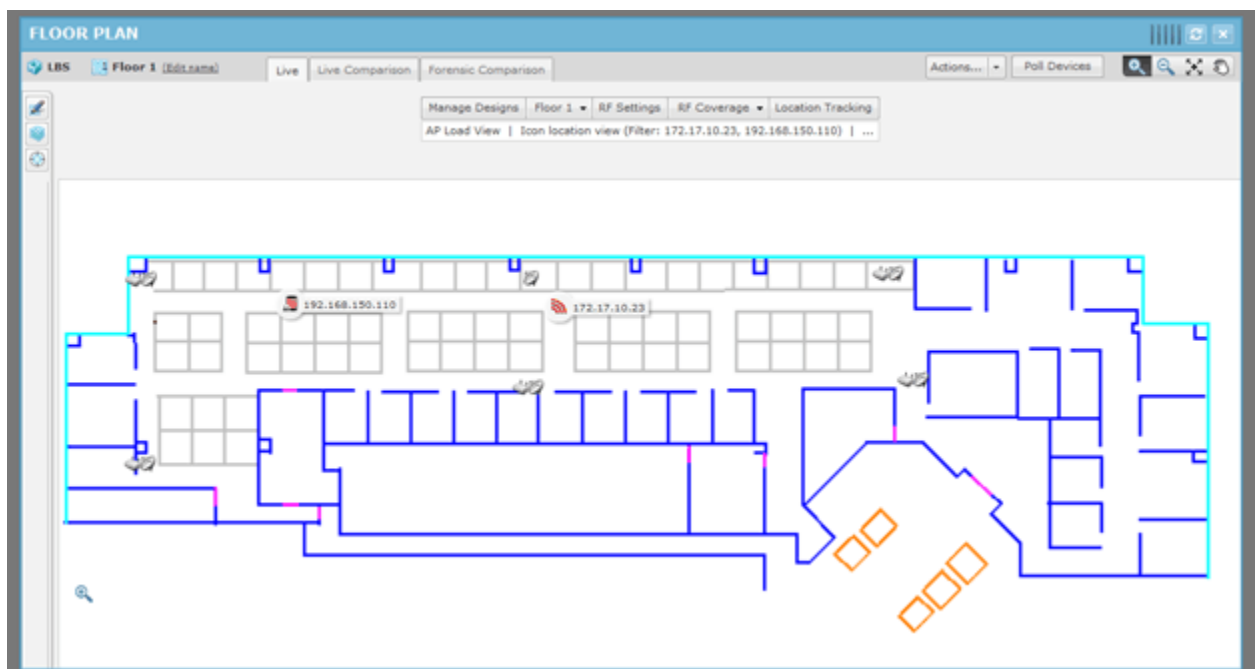 FLOOR PLAN
LBS Floor 1 (Edit name) Live Live Comparison Forensic Comparison Actions... Poll Devices
Manage Designs Floor 1 RF Settings RF Coverage Location Tracking
AP Load View | Icon location view (Filter: 172.17.10.23, 192.168.150.110) | ...
192.168.150.110 172.17.10.23